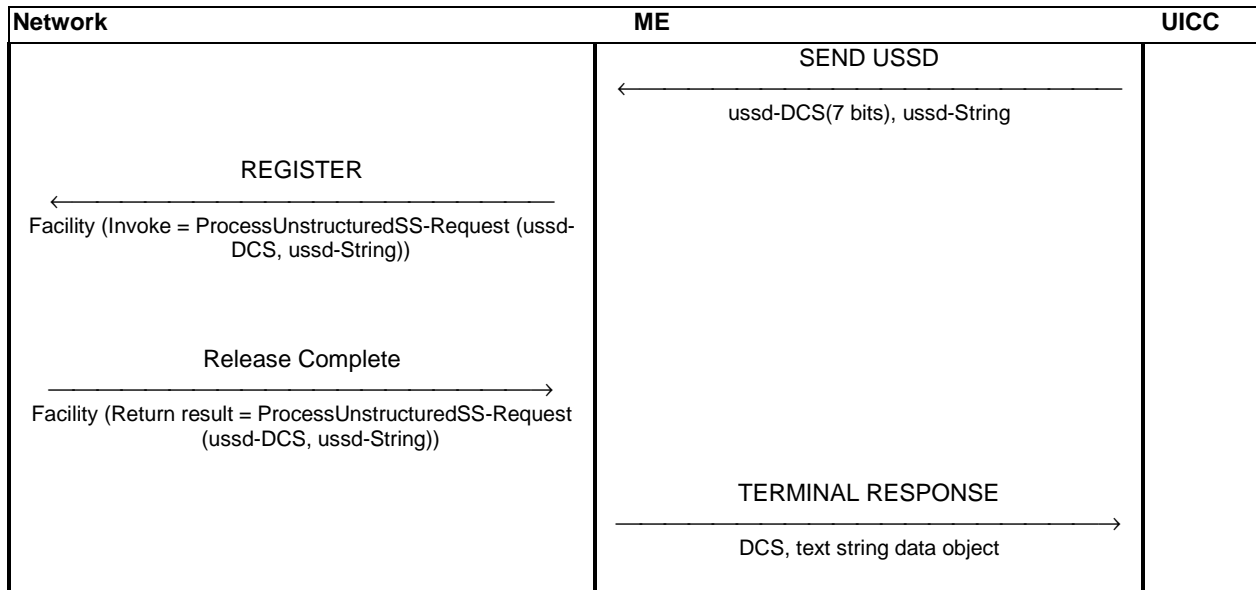 Network ME UICC
SEND USSD
ussd-DCS(7 bits), ussd-String
REGISTER
Facility (Invoke = ProcessUnstructuredSS-Request (ussd-
DCS, ussd-String))
Release Complete
Facility (Return result = ProcessUnstructuredSS-Request
(ussd-DCS, ussd-String))
TERMINAL RESPONSE
DCS, text string data object